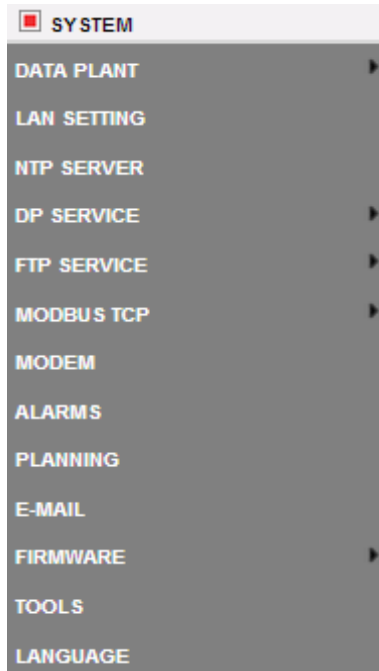 SYSTEM
DATA PLANT
LAN SETTING
NTP SERVER
DP SERVICE
FTP SERVICE
MODBUS TCP
MODEM
ALARMS
PLANNING
E-MAIL
FIRMWARE
TOOLS
LANGUAGE